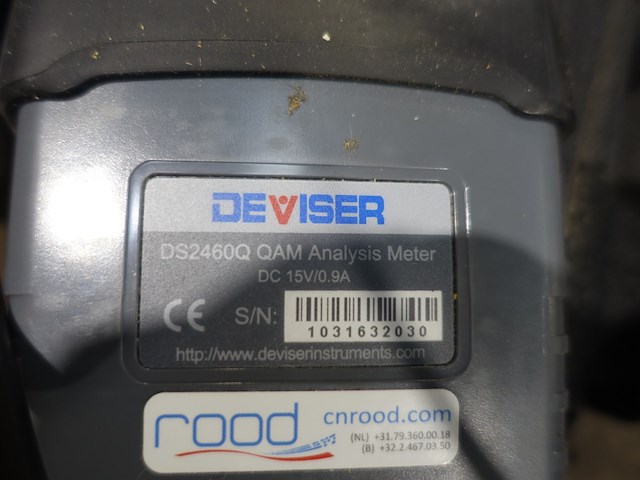 DEVISER
DS2460Q QAM Analysis Meter
DC 15V/0.9A
CE S/N: 1031632030
http://www.deviserinstruments.com
rood cnrood.com
(NL) +31.79.360.00.18
(B) +32.2.467.03.50